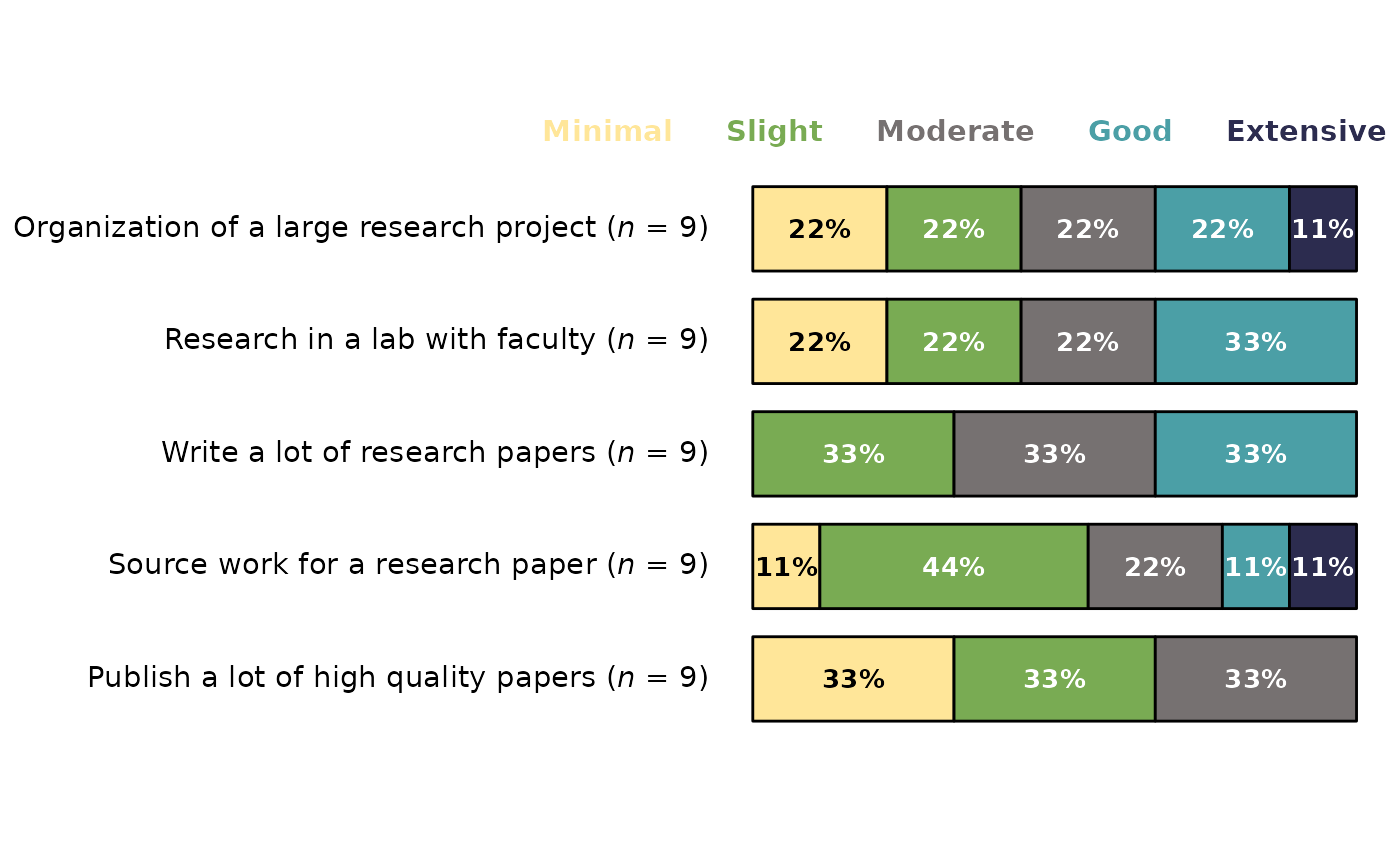 Minimal Slight Moderate Good Extensive
Organization of a large research project (n = 9) 22% 22% 22% 22% 11%
Research in a lab with faculty (n = 9) 22% 22% 22% 33%
Write a lot of research papers (n = 9) 33% 33% 33%
Source work for a research paper (n = 9) 11% 44% 22% 11% 11%
Publish a lot of high quality papers (n = 9) 33% 33% 33%